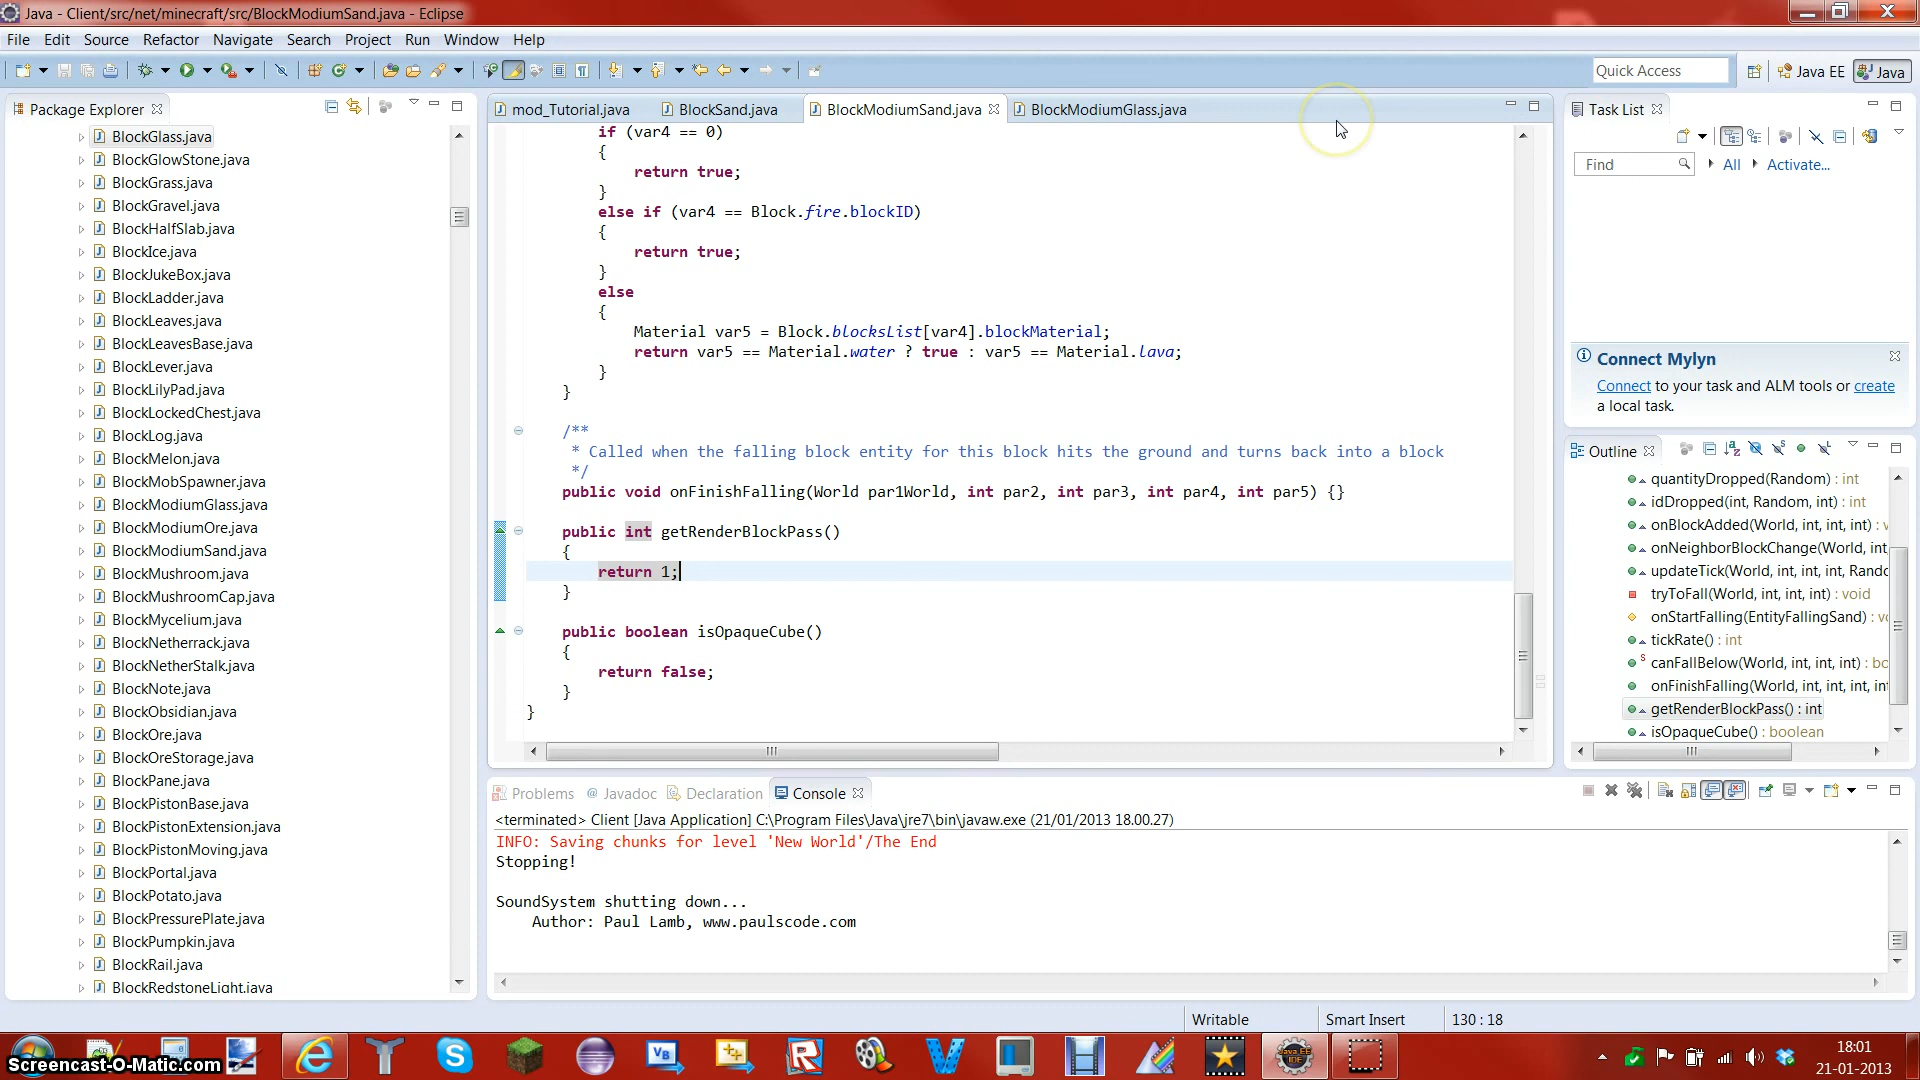 Java - Client/src/net/minecraft/src/BlockModiumSand.java - Eclipse
File Edit Source Refactor Navigate Search Project Run Window Help
Quick Access
Java EE
Java
Package Explorer
BlockGlass.java
BlockGlowStone.java
BlockGrass.java
BlockGravel.java
BlockHalfSlab.java
BlockIce.java
BlockJukeBox.java
BlockLadder.java
BlockLeaves.java
BlockLeavesBase.java
BlockLever.java
BlockLilyPad.java
BlockLockedChest.java
BlockLog.java
BlockMelon.java
BlockMobSpawner.java
BlockModiumGlass.java
BlockModiumOre.java
BlockModiumSand.java
BlockMushroom.java
BlockMushroomCap.java
BlockMycelium.java
BlockNetherrack.java
BlockNetherStalk.java
BlockNote.java
BlockObsidian.java
BlockOre.java
BlockOreStorage.java
BlockPane.java
BlockPistonBase.java
BlockPistonExtension.java
BlockPistonMoving.java
BlockPortal.java
BlockPotato.java
BlockPressurePlate.java
BlockPumpkin.java
BlockRail.java
BlockRedstoneLight.java
mod_Tutorial.java BlockSand.java BlockModiumSand.java BlockModiumGlass.java
if (var4 == 0)
{
return true;
}
else if (var4 == Block.fire.blockID)
{
return true;
}
else
{
Material var5 = Block.blocksList[var4].blockMaterial;
return var5 == Material.water ? true : var5 == Material.lava;
}
}
/**
* Called when the falling block entity for this block hits the ground and turns back into a block
*/
public void onFinishFalling(World par1World, int par2, int par3, int par4, int par5) {}
public int getRenderBlockPass()
{
return 1;
}
public boolean isOpaqueCube()
{
return false;
}
}
Task List
Find
All
Activate...
Connect Mylyn
Connect to your task and ALM tools or create
a local task.
Outline
quantityDropped(Random) : int
idDropped(int, Random, int) : int
onBlockAdded(World, int, int, int) : v
onNeighborBlockChange(World, int
updateTick(World, int, int, int, Rando
tryToFall(World, int, int, int) : void
onStartFalling(EntityFallingSand) : vo
tickRate() : int
canFallBelow(World, int, int, int) : bo
onFinishFalling(World, int, int, int, int
getRenderBlockPass() : int
isOpaqueCube() : boolean
Problems @ Javadoc Declaration Console
<terminated> Client [Java Application] C:\Program Files\Java\jre7\bin\javaw.exe (21/01/2013 18.00.27)
INFO: Saving chunks for level 'New World'/The End
Stopping!
SoundSystem shutting down...
Author: Paul Lamb, www.paulscode.com
Writable
Smart Insert
130 : 18
Screencast-O-Matic.com
18:01
21-01-2013